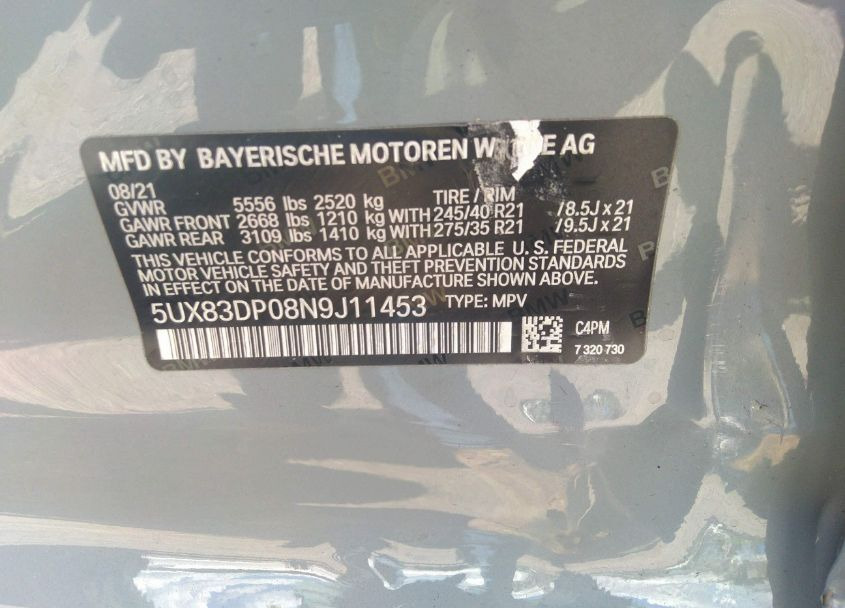 MFD BY BAYERISCHE MOTOREN AG
08/21 TIRE / RIM
GVWR 5556 lbs 2520 kg
GAWR FRONT 2668 lbs 1210 kg WITH 245/40 R21 /8.5J x 21
GAWR REAR 3109 lbs 1410 kg WITH 275/35 R21 /9.5J x 21
THIS VEHICLE CONFORMS TO ALL APPLICABLE U. S. FEDERAL
MOTOR VEHICLE SAFETY AND THEFT PREVENTION STANDARDS
IN EFFECT ON THE DATE OF MANUFACTURE SHOWN ABOVE.
5UX83DP08N9J11453 TYPE: MPV
C4PM
7 320 730